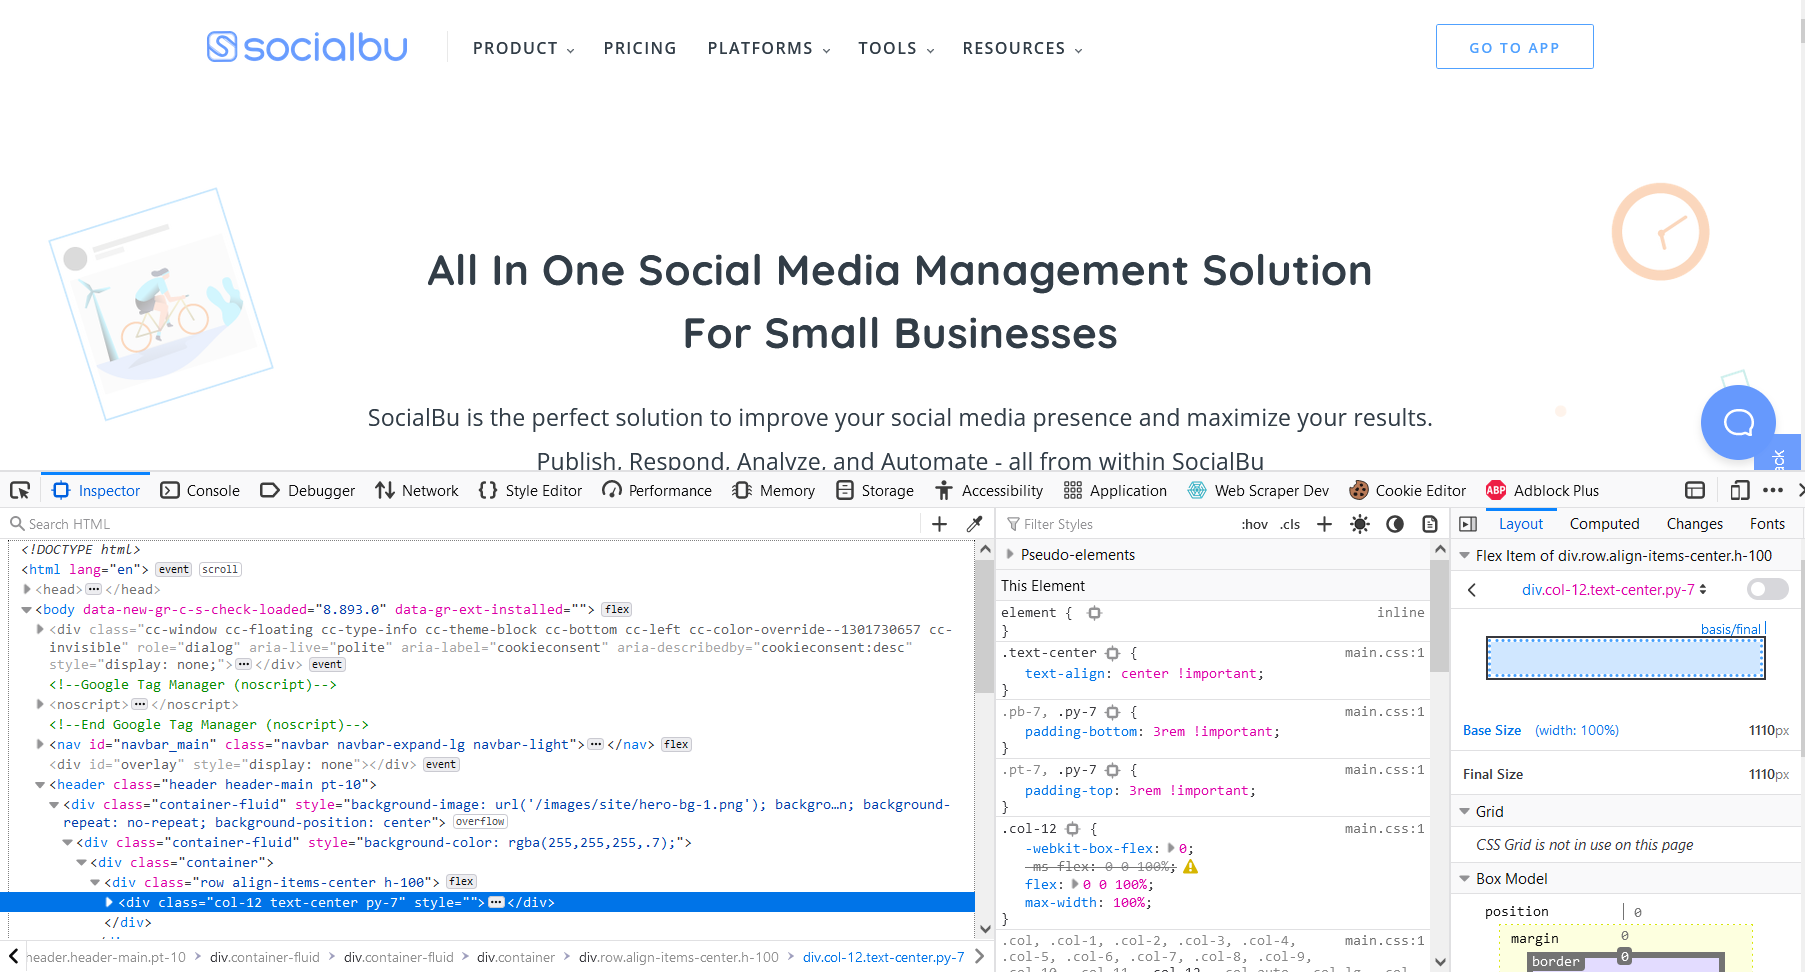 socialbu
PRODUCT PRICING PLATFORMS TOOLS RESOURCES
GO TO APP
All In One Social Media Management Solution
For Small Businesses
SocialBu is the perfect solution to improve your social media presence and maximize your results.
Publish, Respond, Analyze, and Automate - all from within SocialBu
Inspector Console Debugger Network Style Editor Performance Memory Storage Accessibility Application Web Scraper Dev Cookie Editor ABP Adblock Plus
Search HTML
<!DOCTYPE html>
<html lang="en"> event scroll
<head> ••• </head>
<body data-new-gr-c-s-check-loaded="8.893.0" data-gr-ext-installed=""> flex
<div class="cc-window cc-floating cc-type-info cc-theme-block cc-bottom cc-left cc-color-override--1301730657 cc-
invisible" role="dialog" aria-live="polite" aria-label="cookieconsent" aria-describedby="cookieconsent:desc"
style="display: none;"> ••• </div> event
<!--Google Tag Manager (noscript)-->
<noscript> ••• </noscript>
<!--End Google Tag Manager (noscript)-->
<nav id="navbar_main" class="navbar navbar-expand-lg navbar-light"> ••• </nav> flex
<div id="overlay" style="display: none"></div> event
<header class="header header-main pt-10">
<div class="container-fluid" style="background-image: url('/images/site/hero-bg-1.png'); backgro…n; background-
repeat: no-repeat; background-position: center"> overflow
<div class="container-fluid" style="background-color: rgba(255,255,255,.7);">
<div class="container">
<div class="row align-items-center h-100"> flex
<div class="col-12 text-center py-7" style=""> ••• </div>
</div>
header.header-main.pt-10 > div.container-fluid > div.container-fluid > div.container > div.row.align-items-center.h-100 > div.col-12.text-center.py-7
Filter Styles :hov .cls
Pseudo-elements
This Element
element { inline
}
.text-center { main.css:1
text-align: center !important;
}
.pb-7, .py-7 { main.css:1
padding-bottom: 3rem !important;
}
.pt-7, .py-7 { main.css:1
padding-top: 3rem !important;
}
.col-12 { main.css:1
-webkit-box-flex: 0;
-ms-flex: 0 0 100%;
flex: 0 0 100%;
max-width: 100%;
}
.col, .col-1, .col-2, .col-3, .col-4, main.css:1
.col-5, .col-6, .col-7, .col-8, .col-9,
.col-10, .col-11, .col-12, .col-auto, .col-lg, .col-
Layout Computed Changes Fonts
Flex Item of div.row.align-items-center.h-100
div.col-12.text-center.py-7
basis/final
Base Size (width: 100%) 1110px
Final Size 1110px
Grid
CSS Grid is not in use on this page
Box Model
position 0
margin 0
border 0